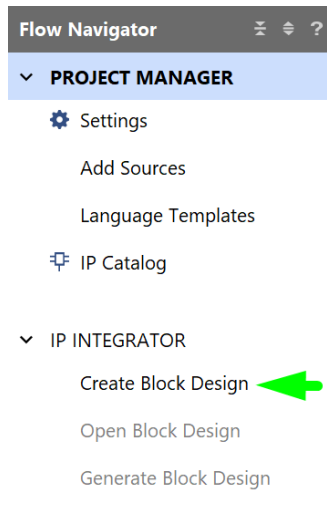 Flow Navigator ?
PROJECT MANAGER
Settings
Add Sources
Language Templates
IP Catalog
IP INTEGRATOR
Create Block Design
Open Block Design
Generate Block Design